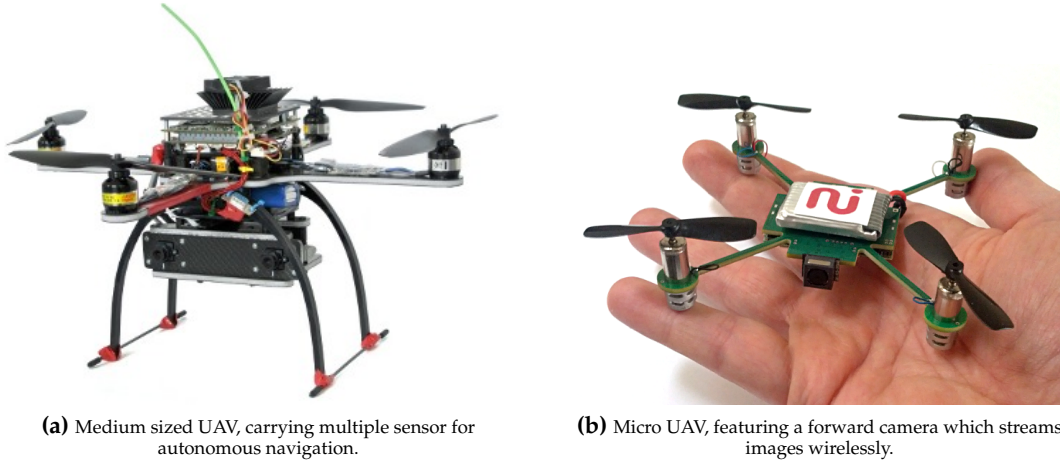 (a) Medium sized UAV, carrying multiple sensor for
autonomous navigation.
(b) Micro UAV, featuring a forward camera which streams
images wirelessly.